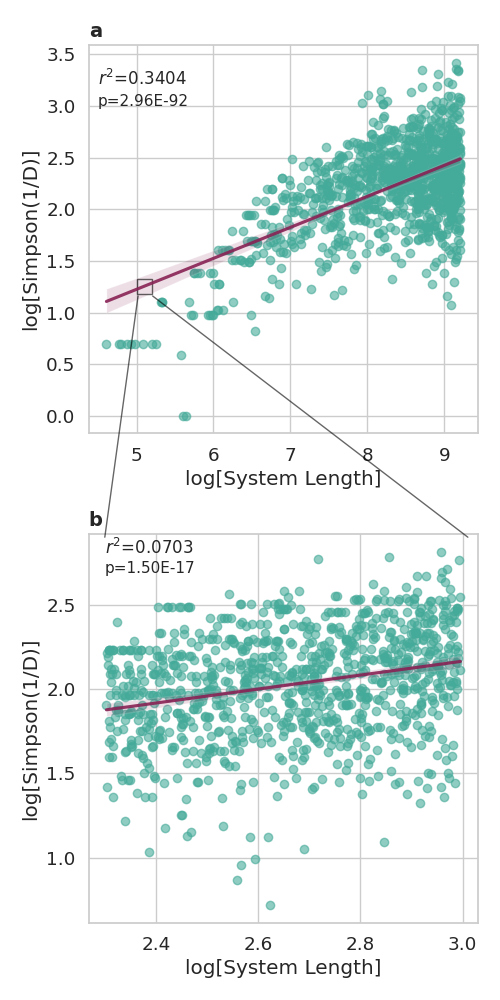 a
r²=0.3404
p=2.96E-92
log[Simpson(1/D)]
3.5
3.0
2.5
2.0
1.5
1.0
0.5
0.0
5 6 7 8 9
log[System Length]
b
r²=0.0703
p=1.50E-17
log[Simpson(1/D)]
2.5
2.0
1.5
1.0
2.4 2.6 2.8 3.0
log[System Length]